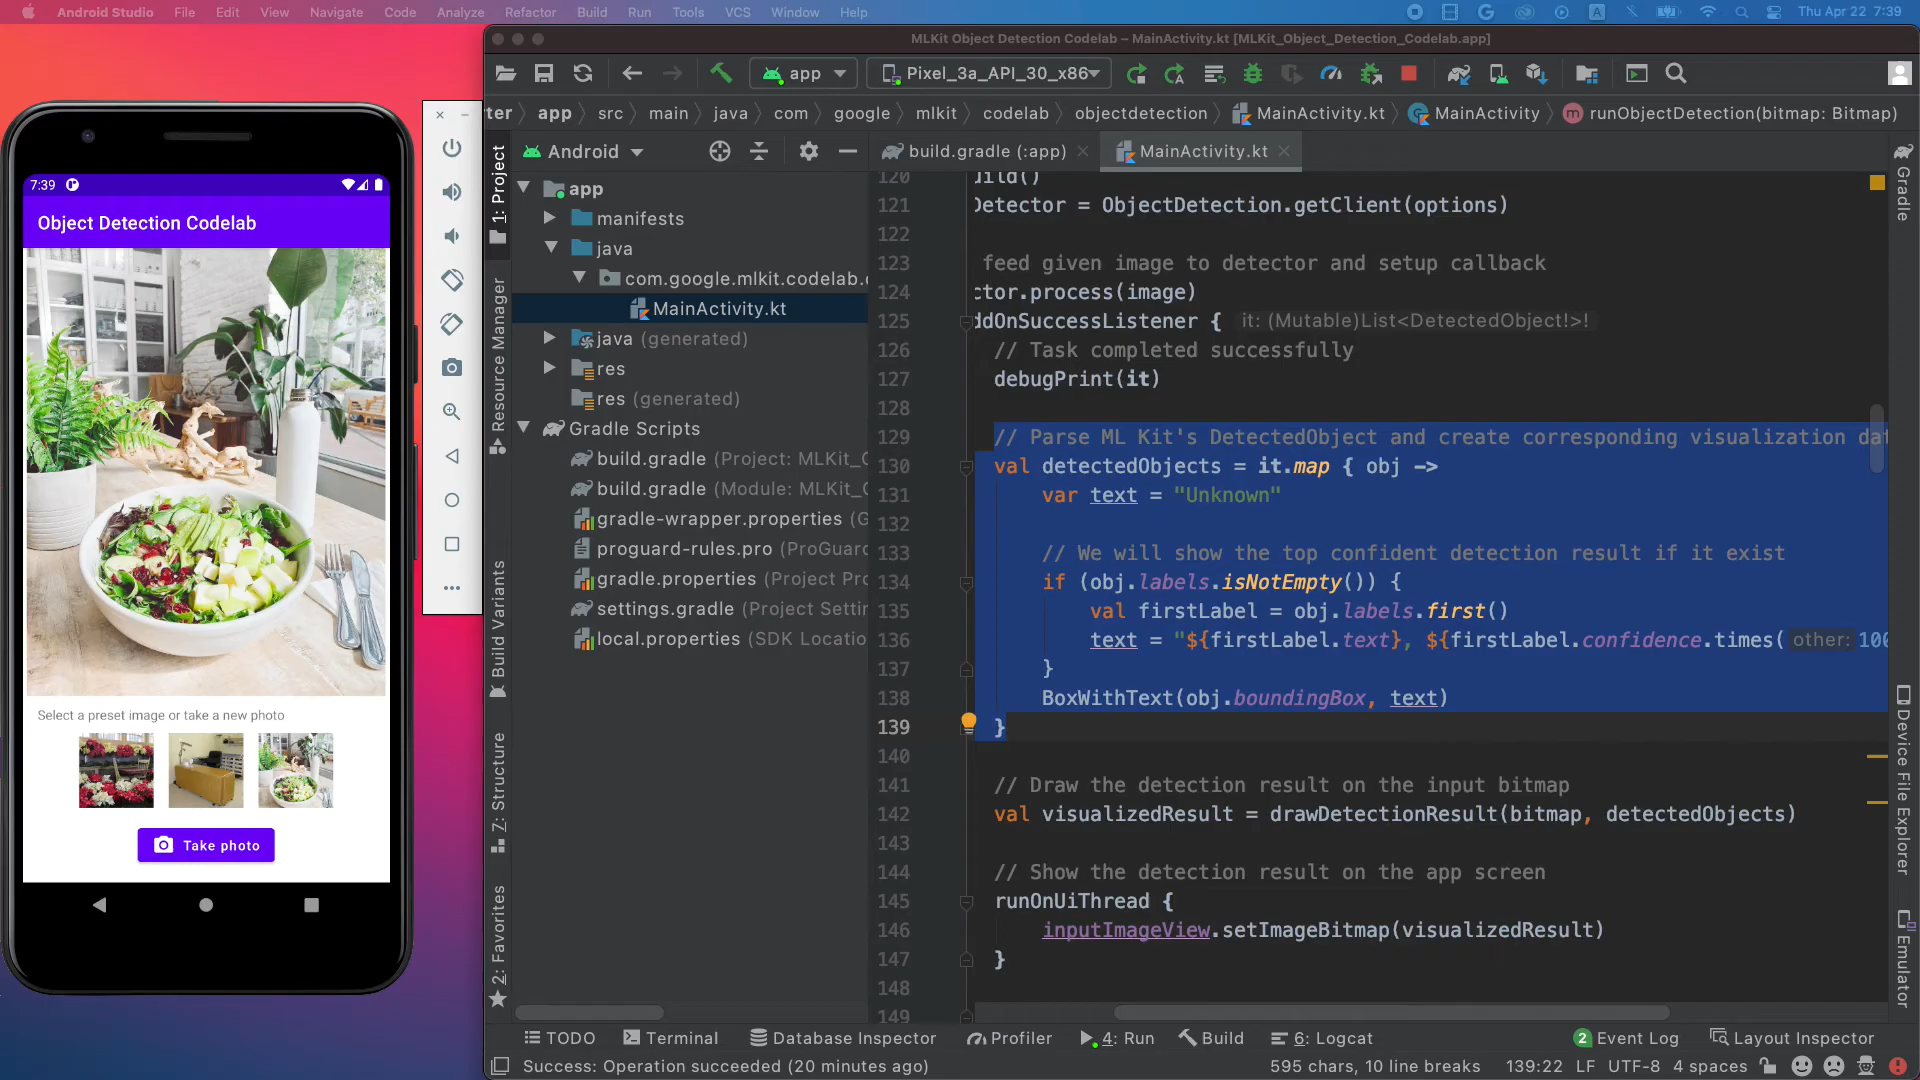 Android Studio File Edit View Navigate Code Analyze Refactor Build Run Tools VCS Window Help
A
Thu Apr 22 7:39
MLKit Object Detection Codelab – MainActivity.kt [MLKit_Object_Detection_Codelab.app]
app
Pixel_3a_API_30_x86
ter app src main java com google mlkit codelab objectdetection MainActivity.kt MainActivity runObjectDetection(bitmap: Bitmap)
7:39
Object Detection Codelab
Select a preset image or take a new photo
Take photo
1: Project
Resource Manager
Build Variants
7: Structure
2: Favorites
Android
app
manifests
java
com.google.mlkit.codelab.
MainActivity.kt
java (generated)
res
res (generated)
Gradle Scripts
build.gradle (Project: MLKit_
build.gradle (Module: MLKit_
gradle-wrapper.properties (
proguard-rules.pro (ProGuar
gradle.properties (Project Pro
settings.gradle (Project Settin
local.properties (SDK Locatio
build.gradle (:app)
MainActivity.kt
120 uild()
121 Detector = ObjectDetection.getClient(options)
122
123 feed given image to detector and setup callback
124 ctor.process(image)
125 ddOnSuccessListener { it: (Mutable)List<DetectedObject!>!
126 // Task completed successfully
127 debugPrint(it)
128
129 // Parse ML Kit's DetectedObject and create corresponding visualization dat
130 val detectedObjects = it.map { obj ->
131 var text = "Unknown"
132
133 // We will show the top confident detection result if it exist
134 if (obj.labels.isNotEmpty()) {
135 val firstLabel = obj.labels.first()
136 text = "${firstLabel.text}, ${firstLabel.confidence.times( other: 100
137 }
138 BoxWithText(obj.boundingBox, text)
139 }
140
141 // Draw the detection result on the input bitmap
142 val visualizedResult = drawDetectionResult(bitmap, detectedObjects)
143
144 // Show the detection result on the app screen
145 runOnUiThread {
146 inputImageView.setImageBitmap(visualizedResult)
147 }
148
149
Gradle
Device File Explorer
Emulator
TODO Terminal Database Inspector Profiler 4: Run Build 6: Logcat 2 Event Log Layout Inspector
Success: Operation succeeded (20 minutes ago) 595 chars, 10 line breaks 139:22 LF UTF-8 4 spaces